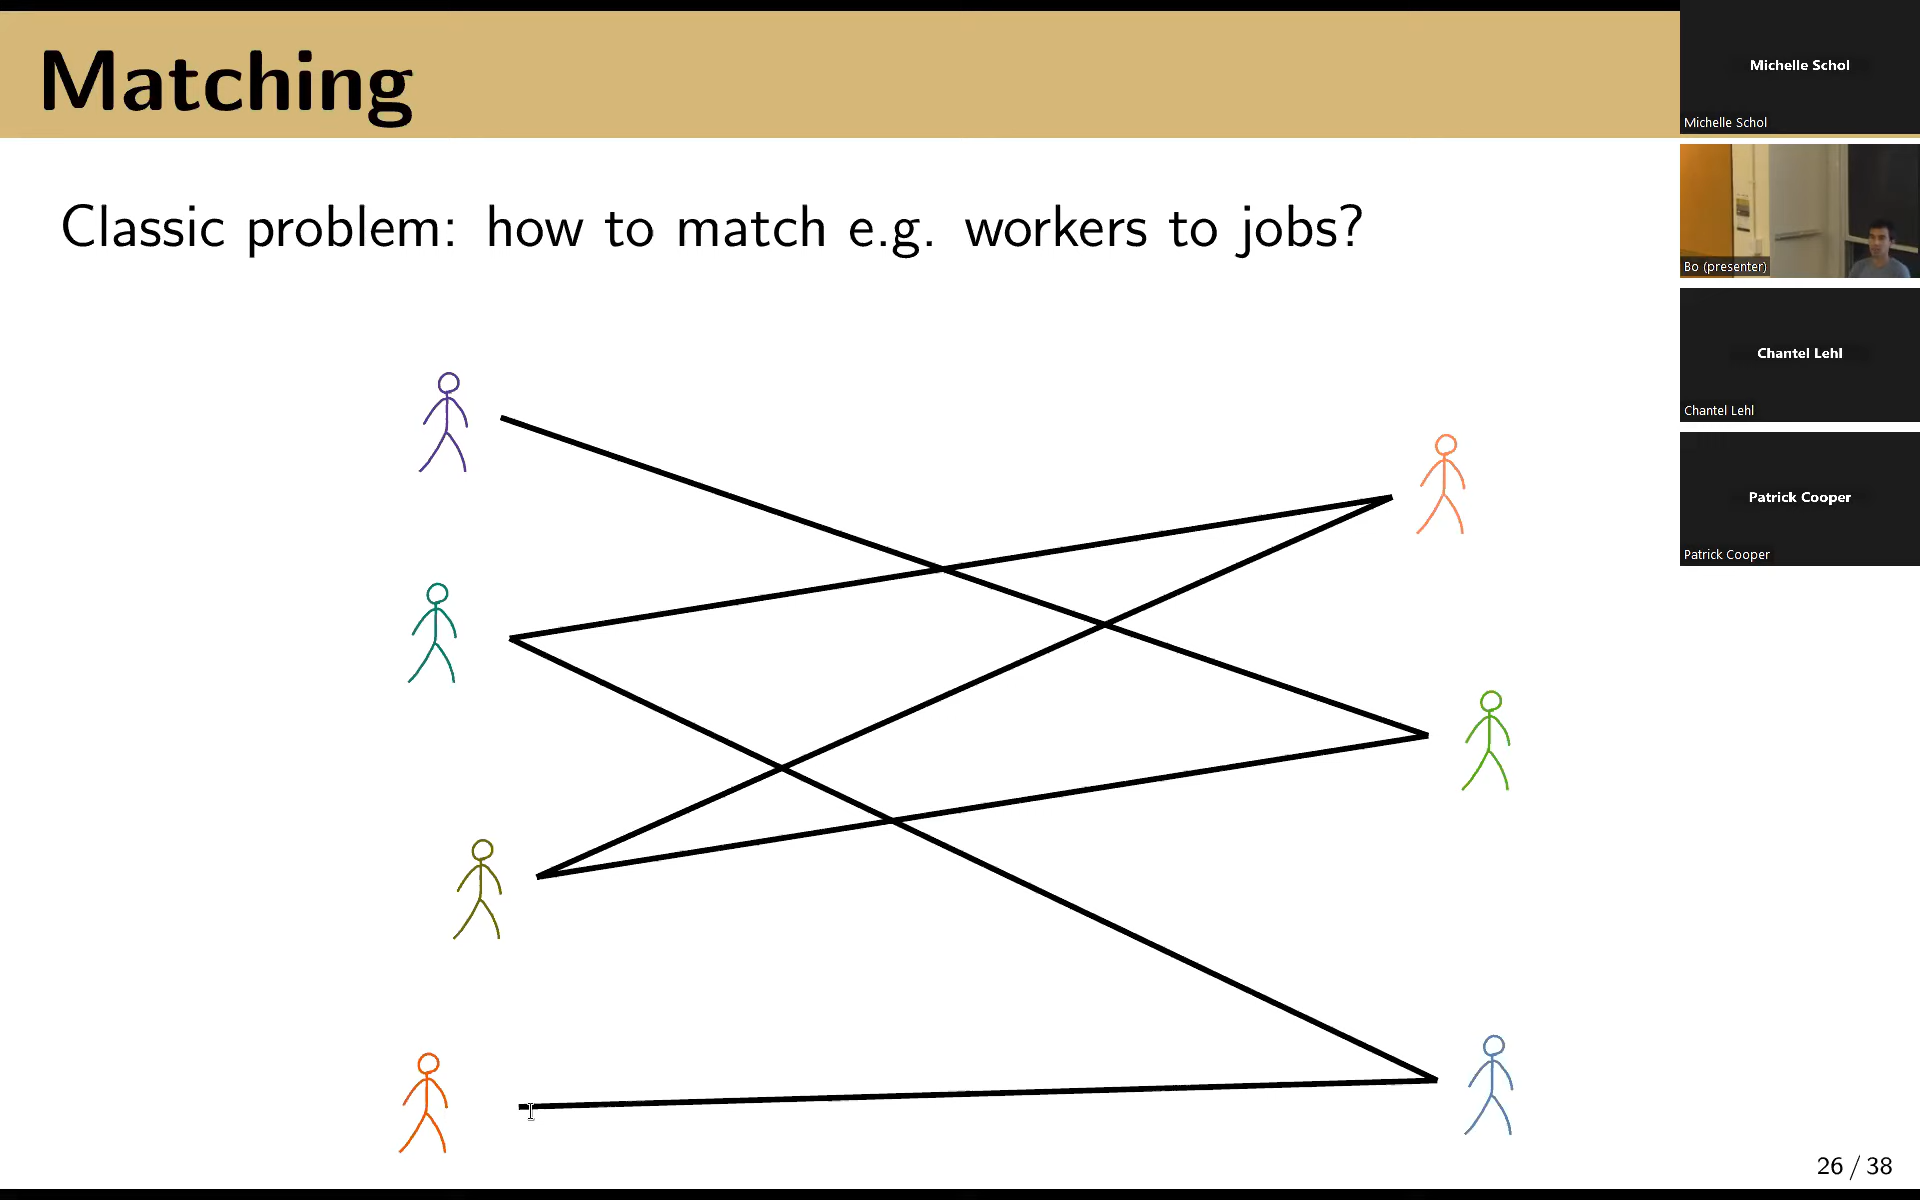 Matching
Classic problem: how to match e.g. workers to jobs?
26 / 38
Michelle Schol
Michelle Schol
Bo (presenter)
Chantel Lehl
Chantel Lehl
Patrick Cooper
Patrick Cooper